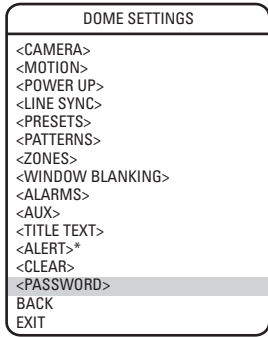 DOME SETTINGS
<CAMERA>
<MOTION>
<POWER UP>
<LINE SYNC>
<PRESETS>
<PATTERNS>
<ZONES>
<WINDOW BLANKING>
<ALARMS>
<AUX>
<TITLE TEXT>
<ALERT>*
<CLEAR>
<PASSWORD>
BACK
EXIT